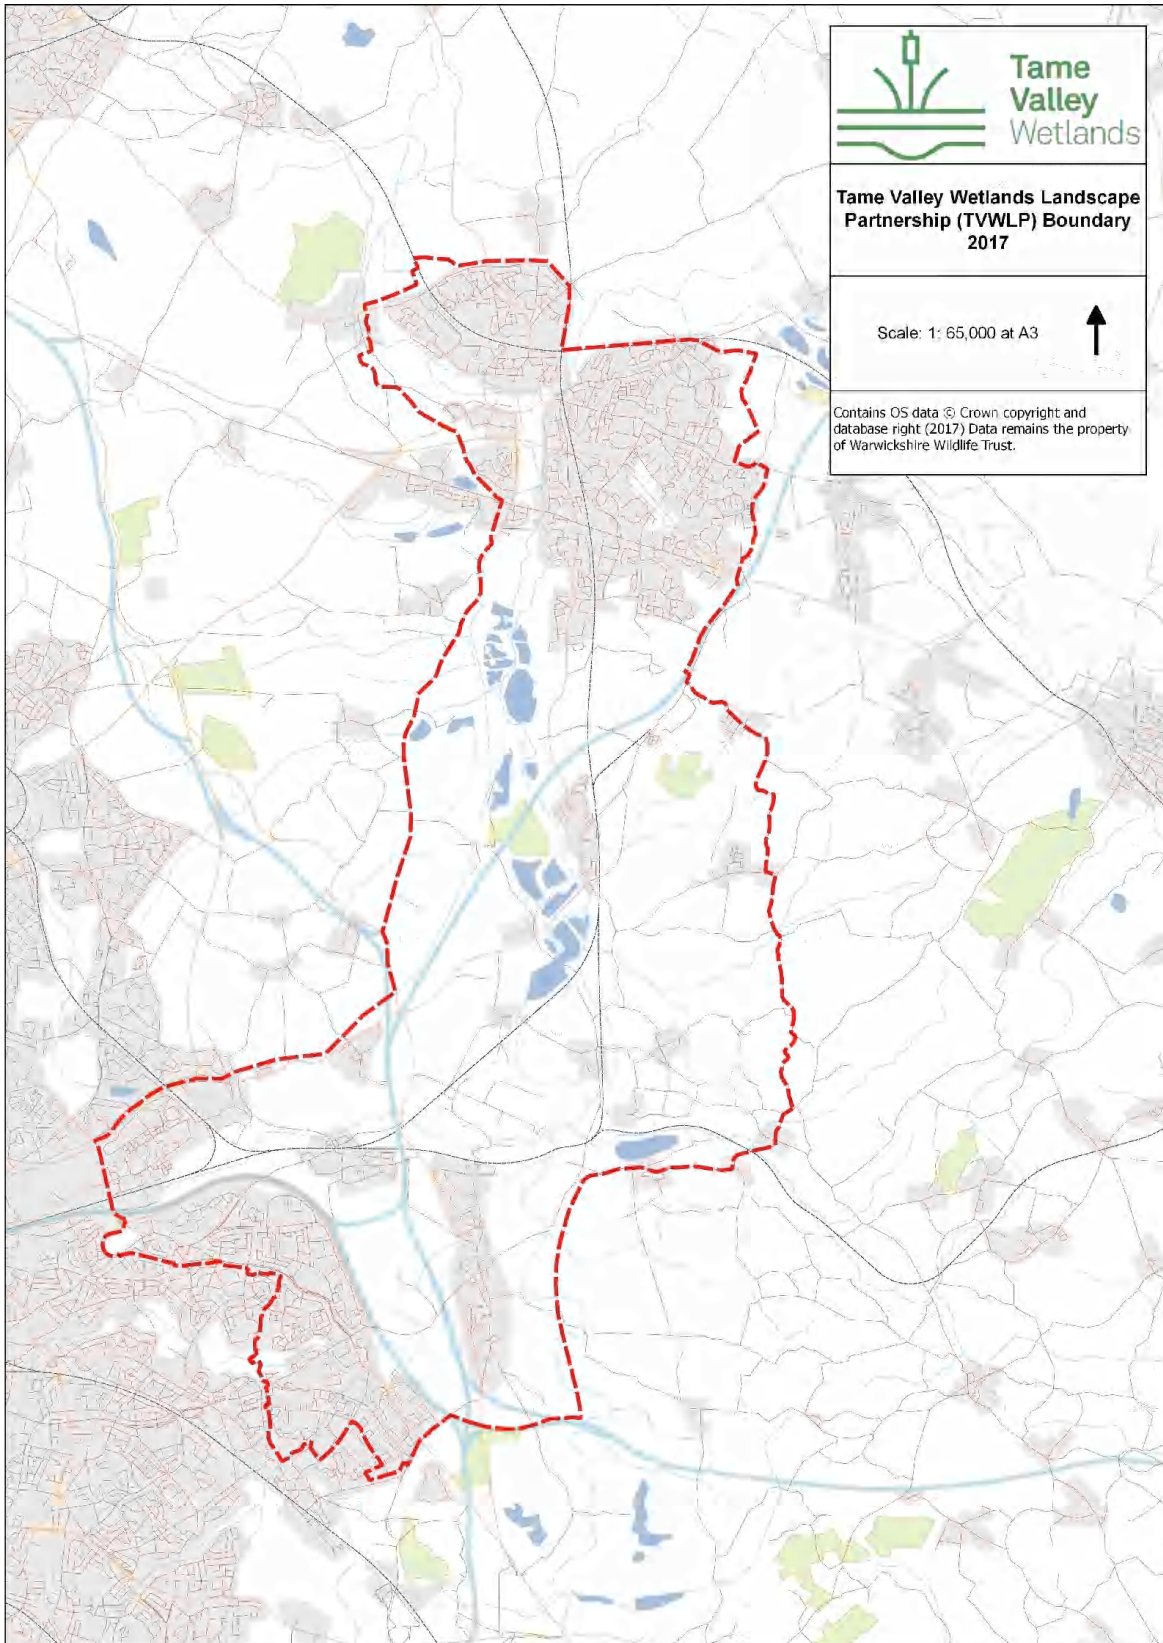 Tame
Valley
Wetlands
Tame Valley Wetlands Landscape
Partnership (TVWLP) Boundary
2017
Scale: 1: 65,000 at A3
Contains OS data © Crown copyright and
database right (2017) Data remains the property
of Warwickshire Wildlife Trust.